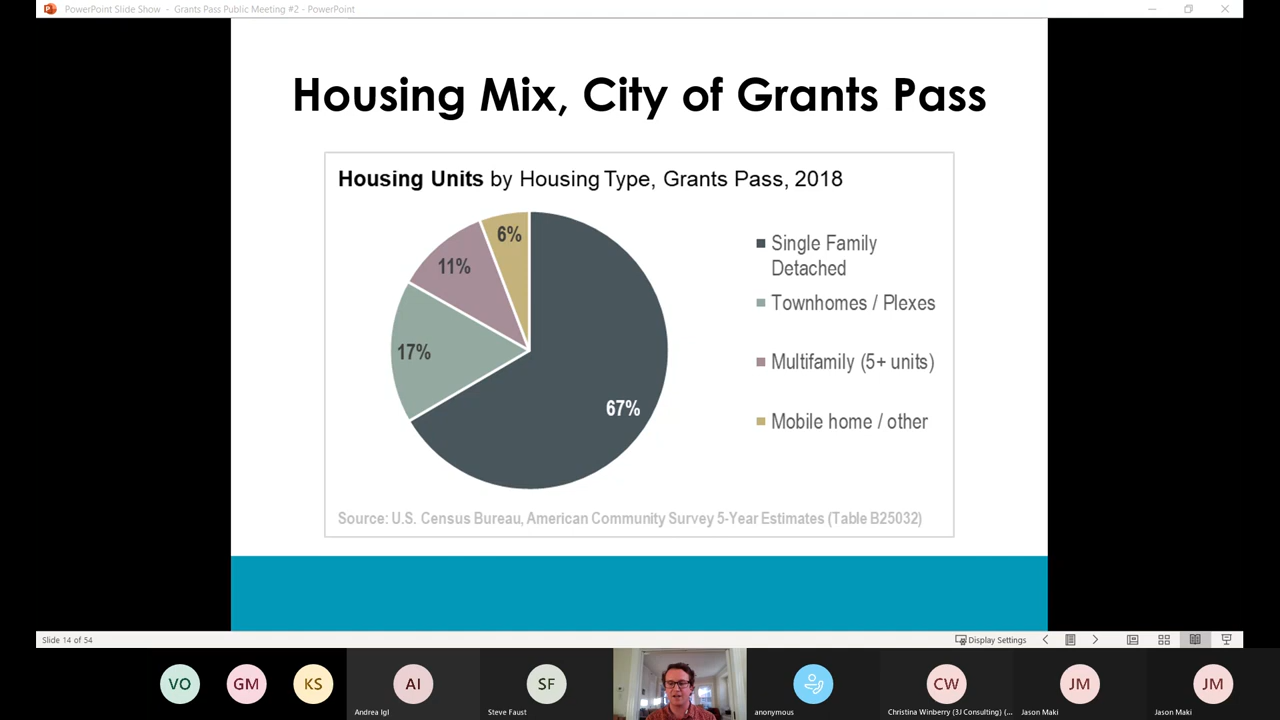 PowerPoint Slide Show - Grants Pass Public Meeting #2 - PowerPoint
Housing Mix, City of Grants Pass
Housing Units by Housing Type, Grants Pass, 2018
6%
11%
17%
67%
Single Family
Detached
Townhomes / Plexes
Multifamily (5+ units)
Mobile home / other
Source: U.S. Census Bureau, American Community Survey 5-Year Estimates (Table B25032)
Slide 14 of 54
Display Settings
VO
GM
KS
AI
SF
CW
JM
JM
Andrea Igl
Steve Faust
anonymous
Christina Winberry (3J Consulting) (...
Jason Maki
Jason Maki